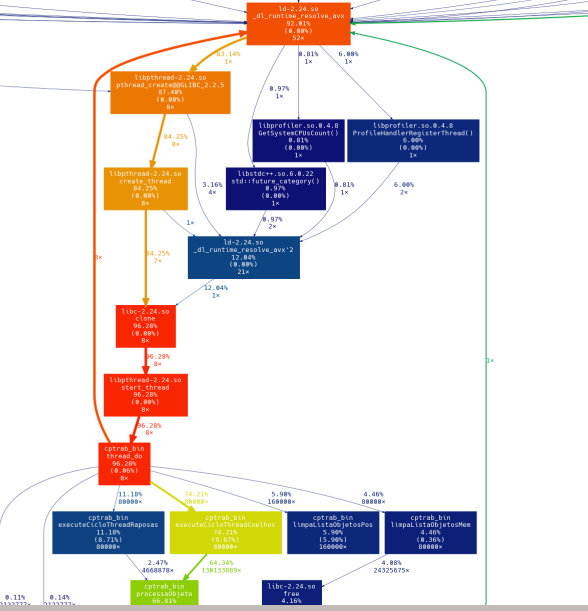 ld-2.24.so
_dl_runtime_resolve_avx
92.01%
(0.00%)
52×
83.14%
1×
0.81%
1×
6.00%
1×
0.97%
1×
libpthread-2.24.so
pthread_create@@GLIBC_2.2.5
87.40%
(0.00%)
8×
libprofiler.so.0.4.8
GetSystemCPUsCount()
0.81%
(0.00%)
1×
libprofiler.so.0.4.8
ProfileHandlerRegisterThread()
6.00%
(0.00%)
1×
84.25%
8×
libpthread-2.24.so
create_thread
84.25%
(0.00%)
8×
3.16%
4×
libstdc++.so.6.0.22
std::future_category()
0.97%
(0.00%)
1×
0.81%
1×
6.00%
2×
1×
0.97%
2×
84.25%
7×
ld-2.24.so
_dl_runtime_resolve_avx'2
12.04%
(0.00%)
21×
8×
12.04%
1×
libc-2.24.so
clone
96.28%
(0.00%)
8×
96.28%
8×
1×
libpthread-2.24.so
start_thread
96.28%
(0.00%)
8×
96.28%
8×
cptrab_bin
thread_do
96.28%
(0.06%)
8×
11.18%
80000×
74.21%
80000×
5.90%
160000×
4.46%
80000×
cptrab_bin
executeCicloThreadRaposas
11.18%
(8.71%)
80000×
cptrab_bin
executeCicloThreadCoelhos
74.21%
(9.87%)
80000×
cptrab_bin
limpaListaObjetosPos
5.90%
(5.90%)
160000×
cptrab_bin
limpaListaObjetosMem
4.46%
(0.36%)
80000×
2.47%
4668878×
64.34%
4.08%
24325675×
cptrab_bin
processaObjeto
66.81%
libc-2.24.so
free
4.16%
0.11%
0.14%